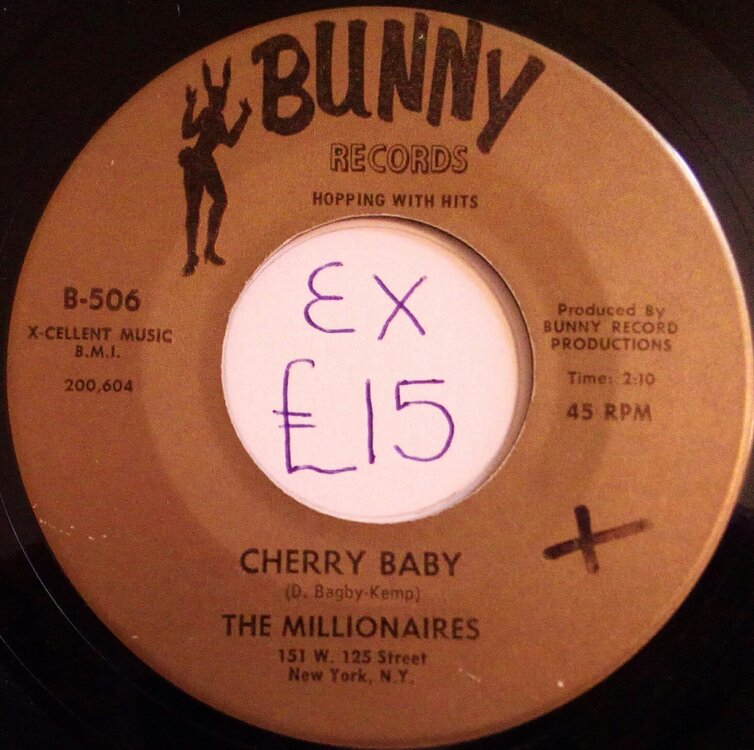 BUNNY
RECORDS
HOPPING WITH HITS
B-506
X-CELLENT MUSIC
B.M.I.
200,604
EX
£15
Produced By
BUNNY RECORD
PRODUCTIONS
Time: 2:10
45 RPM
CHERRY BABY
(D. Bagby-Kemp)
THE MILLIONAIRES
151 W. 125 Street
New York, N.Y.